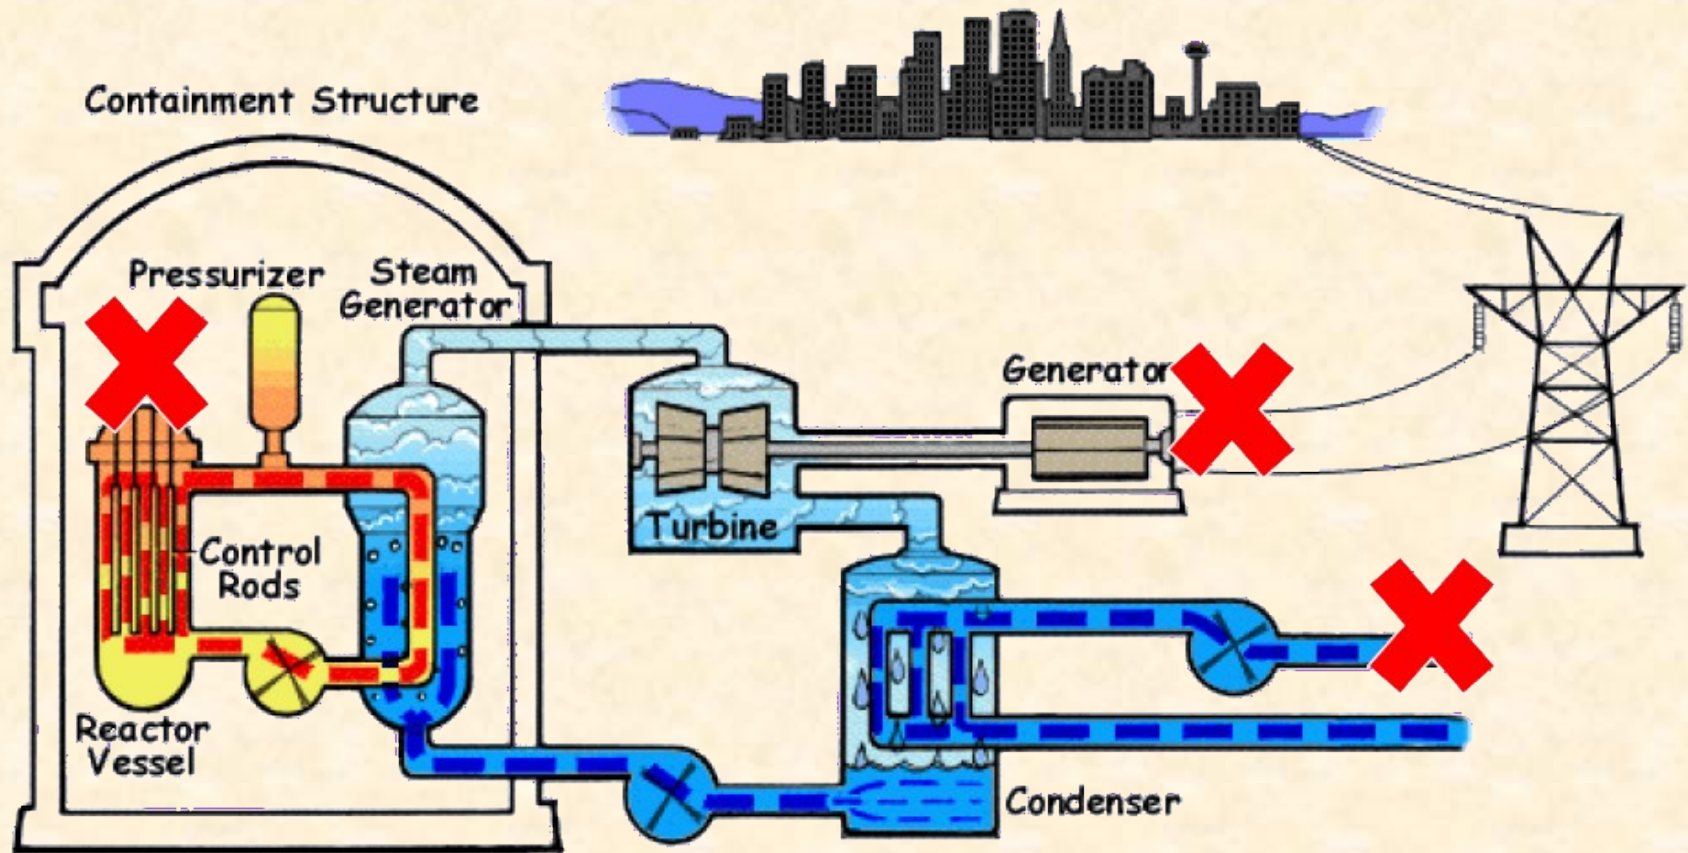 Containment Structure
Pressurizer
Steam
Generator
Generator
Turbine
Control
Rods
Reactor
Vessel
Condenser